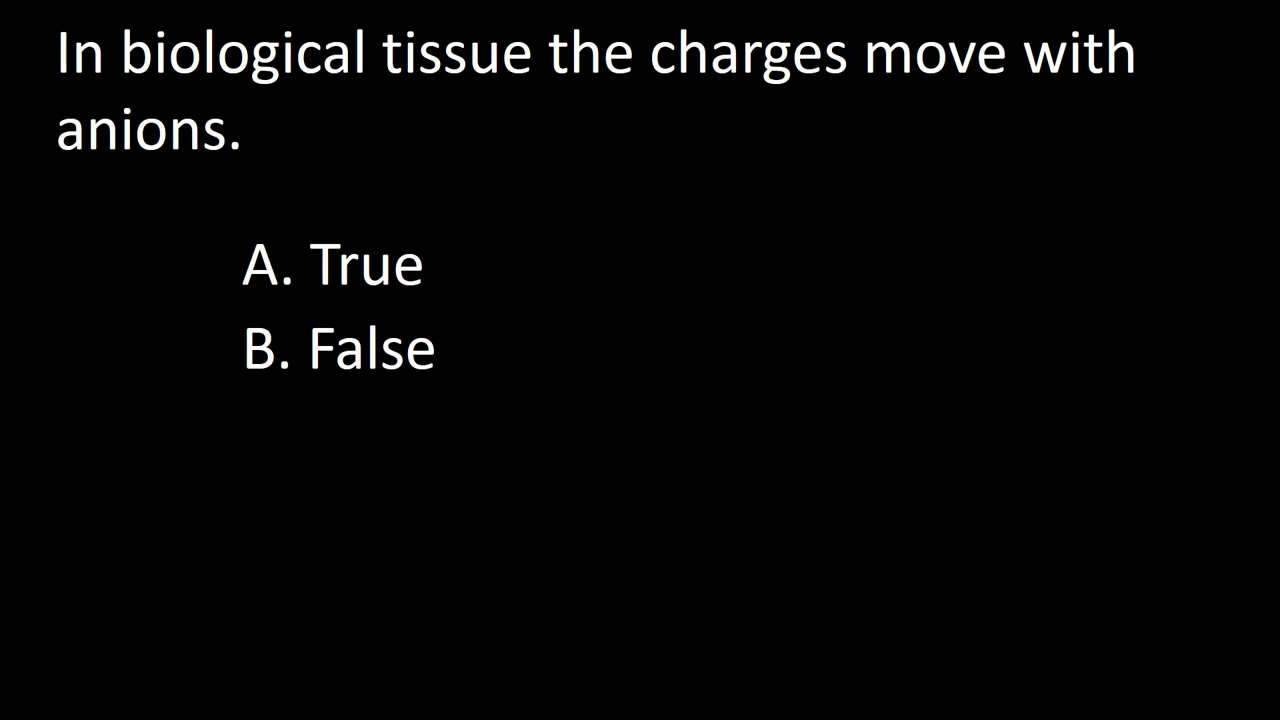 In biological tissue the charges move with
anions.
A. True
B. False